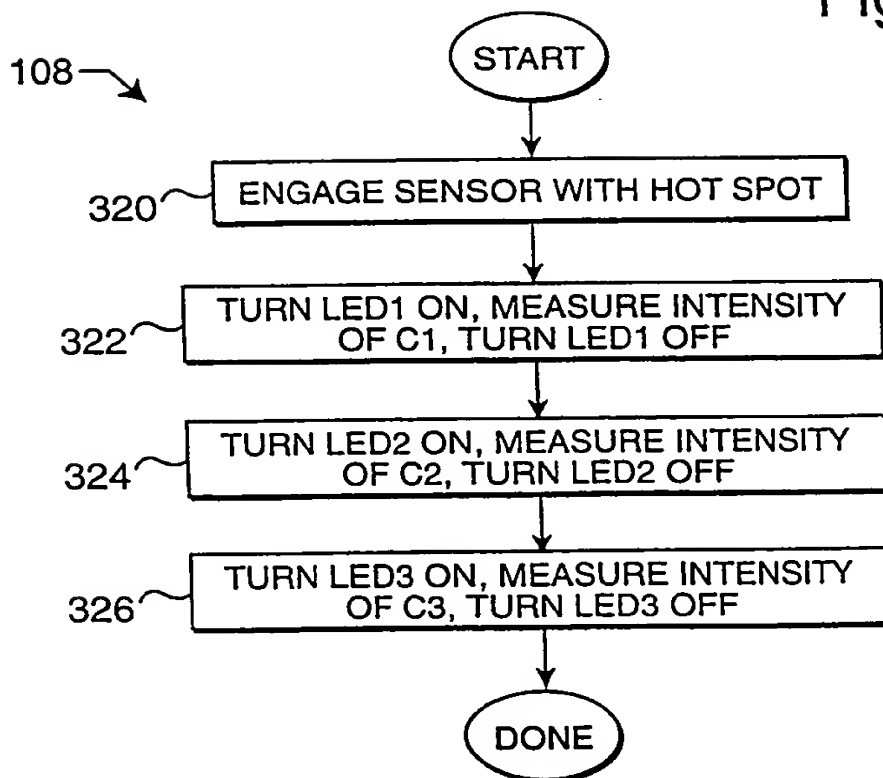 Fig
START
108
ENGAGE SENSOR WITH HOT SPOT
320
TURN LED1 ON, MEASURE INTENSITY
OF C1, TURN LED1 OFF
322
TURN LED2 ON, MEASURE INTENSITY
OF C2, TURN LED2 OFF
324
TURN LED3 ON, MEASURE INTENSITY
OF C3, TURN LED3 OFF
326
DONE